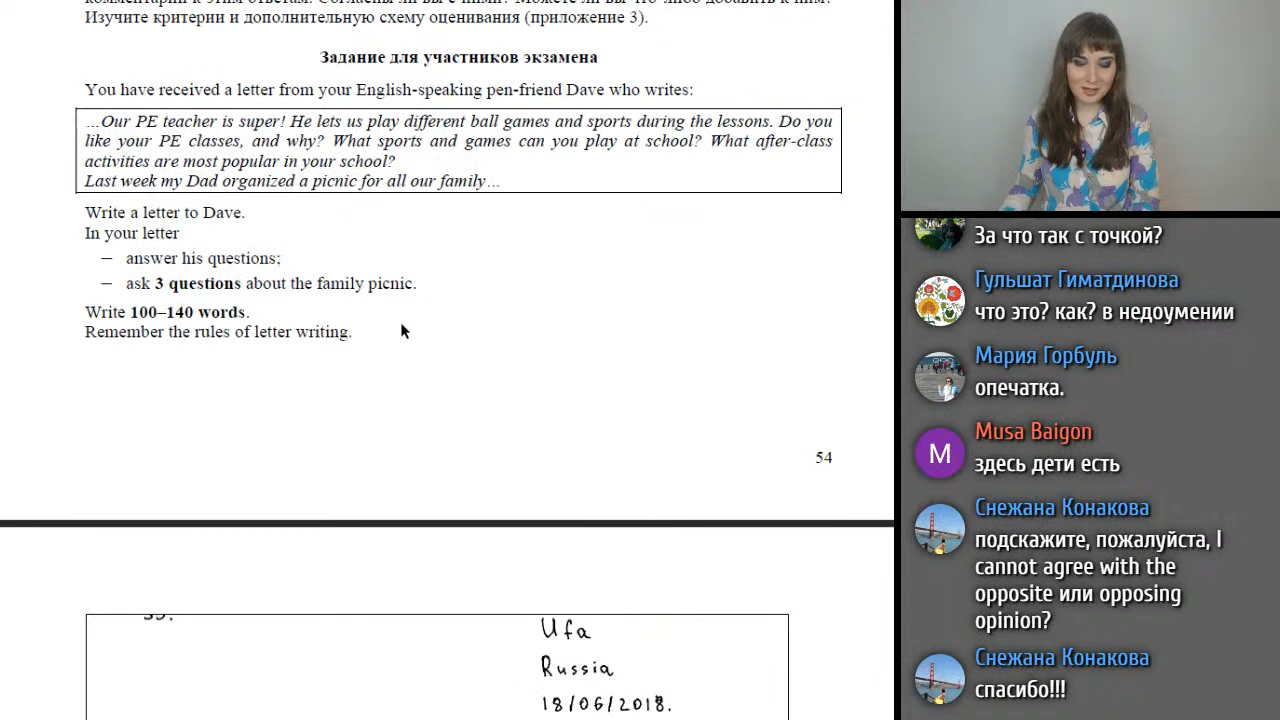 комментарии к этим ответам. Согласны ли вы с ними? Можете ли вы что-либо добавить к ним?
Изучите критерии и дополнительную схему оценивания (приложение 3).
Задание для участников экзамена
You have received a letter from your English-speaking pen-friend Dave who writes:
…Our PE teacher is super! He lets us play different ball games and sports during the lessons. Do you
like your PE classes, and why? What sports and games can you play at school? What after-class
activities are most popular in your school?
Last week my Dad organized a picnic for all our family…
Write a letter to Dave.
In your letter
– answer his questions;
– ask 3 questions about the family picnic.
Write 100–140 words.
Remember the rules of letter writing.
54
39.
Ufa
Russia
18/06/2018.
За что так с точкой?
Гульшат Гиматдинова
что это? как? в недоумении
Мария Горбуль
опечатка.
M
Musa Baigon
здесь дети есть
Снежана Конакова
подскажите, пожалуйста, I
cannot agree with the
opposite или opposing
opinion?
Снежана Конакова
спасибо!!!